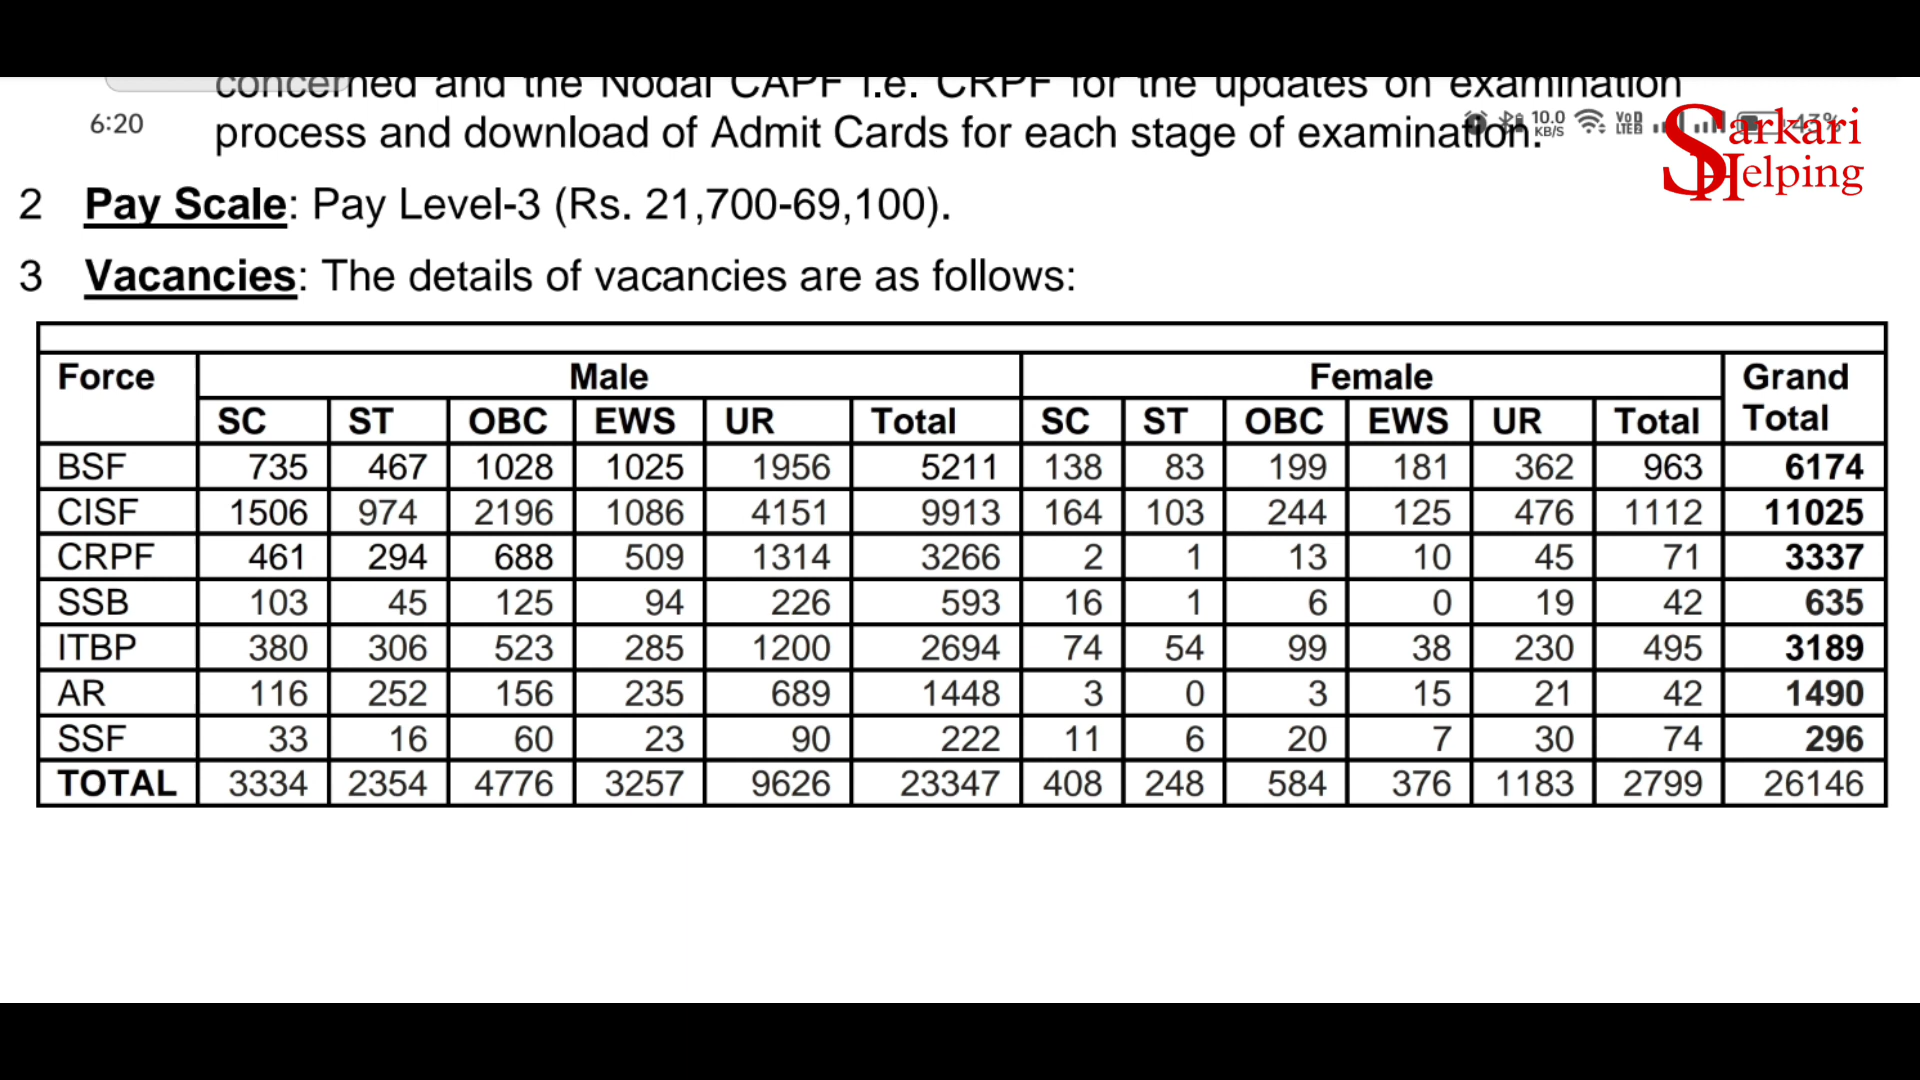 concerned and the Nodal CAPF i.e. CRPF for the updates on examination
6:20
process and download of Admit Cards for each stage of examination.
10.0 KB/S
VoD LTE2
43%
Sarkari
Helping
2 Pay Scale: Pay Level-3 (Rs. 21,700-69,100).
3 Vacancies: The details of vacancies are as follows:
Force Male Female Grand Total
SC ST OBC EWS UR Total SC ST OBC EWS UR Total
BSF 735 467 1028 1025 1956 5211 138 83 199 181 362 963 6174
CISF 1506 974 2196 1086 4151 9913 164 103 244 125 476 1112 11025
CRPF 461 294 688 509 1314 3266 2 1 13 10 45 71 3337
SSB 103 45 125 94 226 593 16 1 6 0 19 42 635
ITBP 380 306 523 285 1200 2694 74 54 99 38 230 495 3189
AR 116 252 156 235 689 1448 3 0 3 15 21 42 1490
SSF 33 16 60 23 90 222 11 6 20 7 30 74 296
TOTAL 3334 2354 4776 3257 9626 23347 408 248 584 376 1183 2799 26146